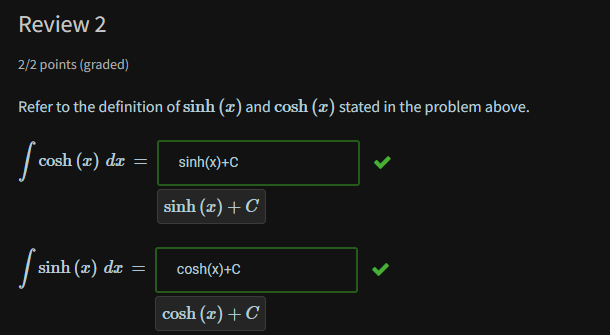 Review 2
2/2 points (graded)
Refer to the definition of sinh (x) and cosh (x) stated in the problem above.
∫ cosh (x) dx = sinh(x)+C
sinh (x) + C
∫ sinh (x) dx = cosh(x)+C
cosh (x) + C